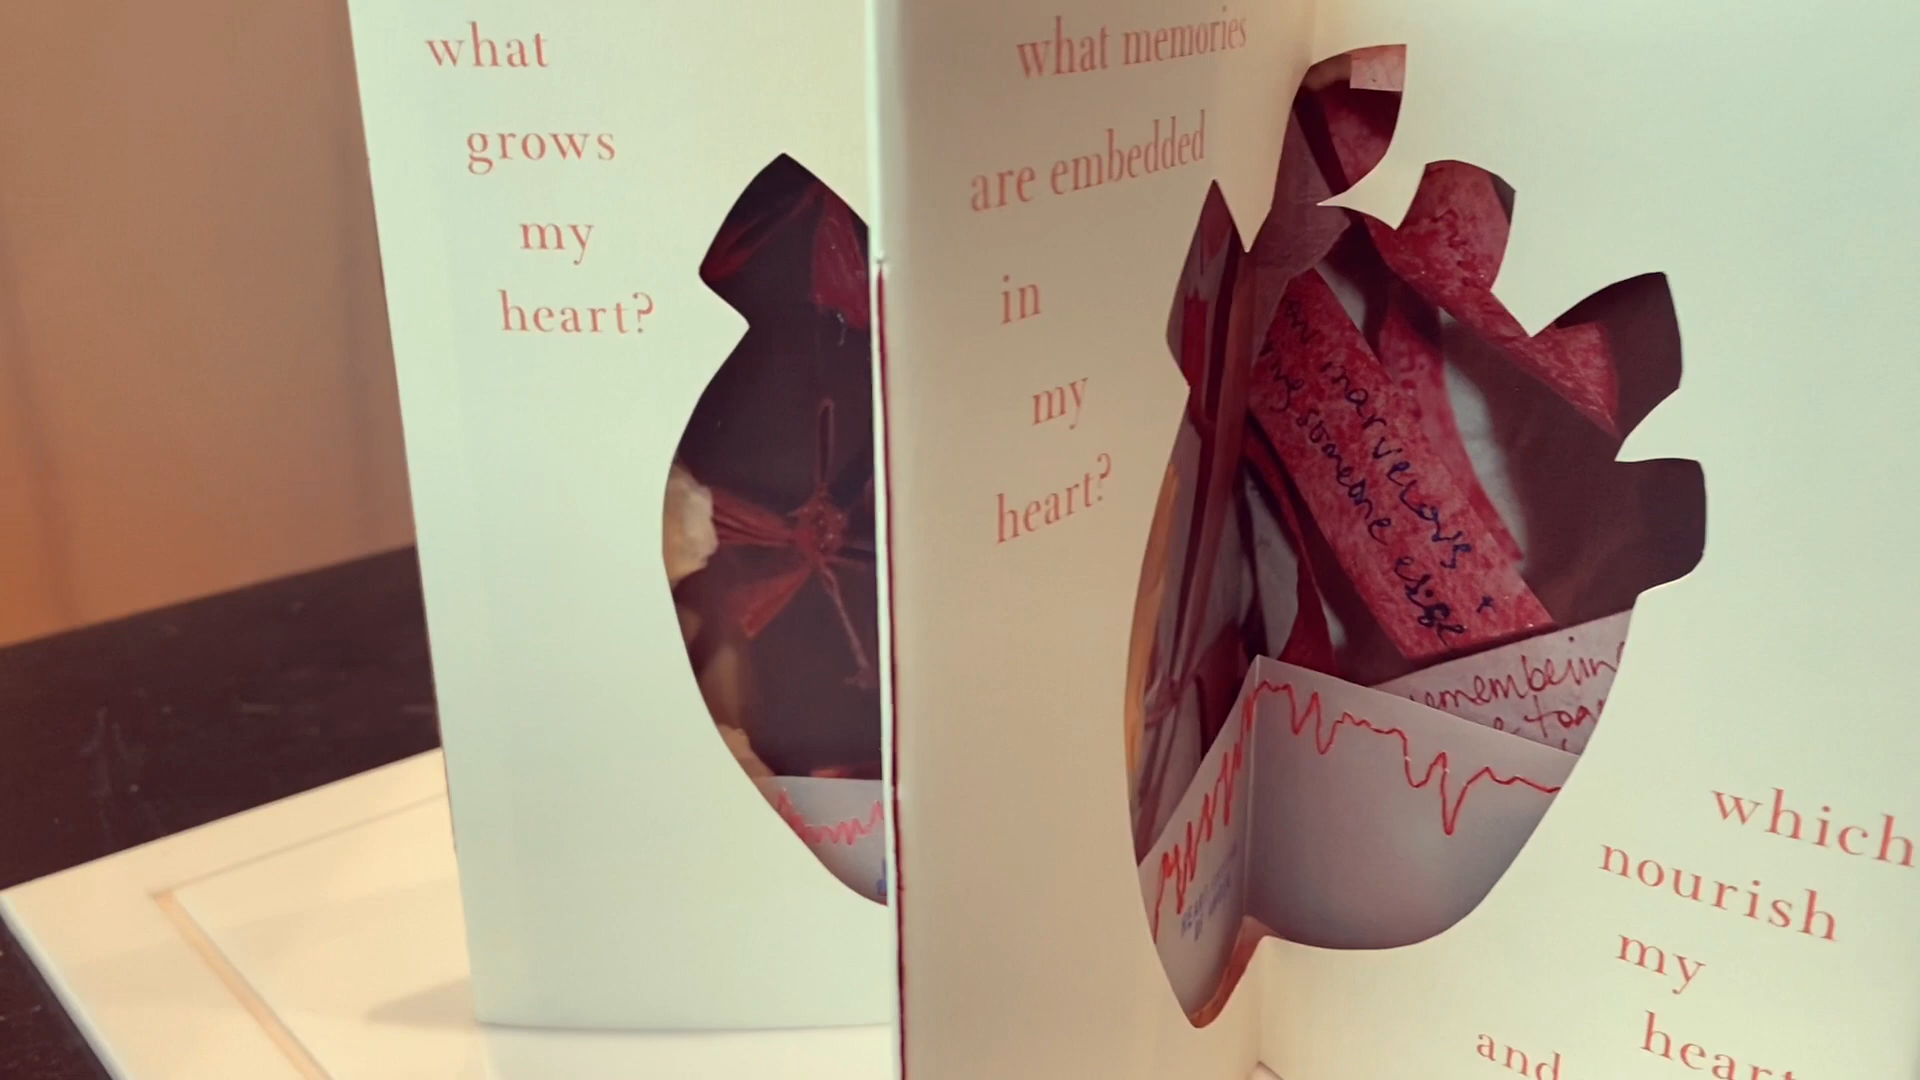 what
grows
my
heart?
what memories
are embedded
in
my
heart?
marvelous
someone else
remembering
which
nourish
my
heart
and